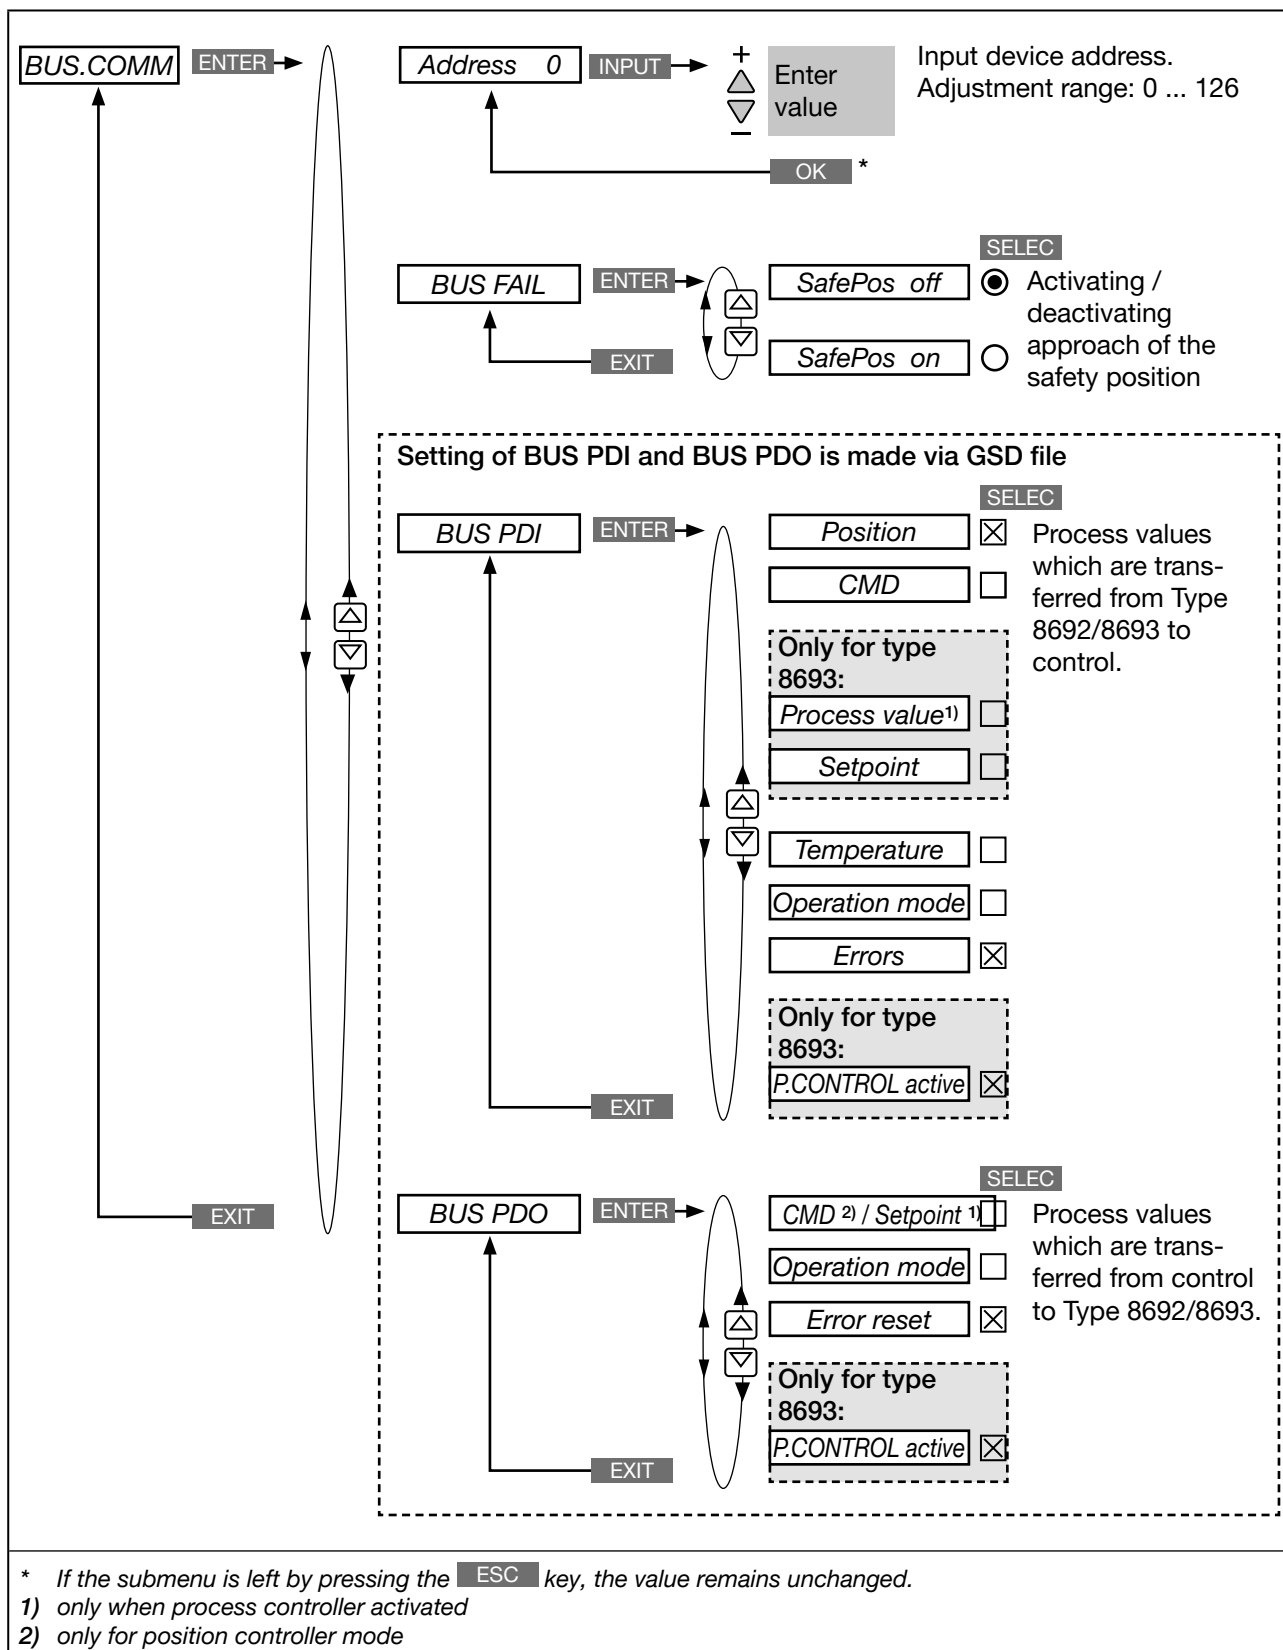 BUS.COMM ENTER
Address 0 INPUT
+
Enter
value
–
Input device address.
Adjustment range: 0 ... 126
OK *
SELEC
BUS FAIL ENTER
SafePos off
SafePos on
EXIT
Activating /
deactivating
approach of the
safety position
Setting of BUS PDI and BUS PDO is made via GSD file
SELEC
BUS PDI ENTER
Position
CMD
Only for type
8693:
Process value1)
Setpoint
Temperature
Operation mode
Errors
Only for type
8693:
P.CONTROL active
EXIT
Process values
which are trans-
ferred from Type
8692/8693 to
control.
SELEC
EXIT
BUS PDO ENTER
CMD 2) / Setpoint 1)
Operation mode
Error reset
Only for type
8693:
P.CONTROL active
EXIT
Process values
which are trans-
ferred from control
to Type 8692/8693.
* If the submenu is left by pressing the ESC key, the value remains unchanged.
1) only when process controller activated
2) only for position controller mode